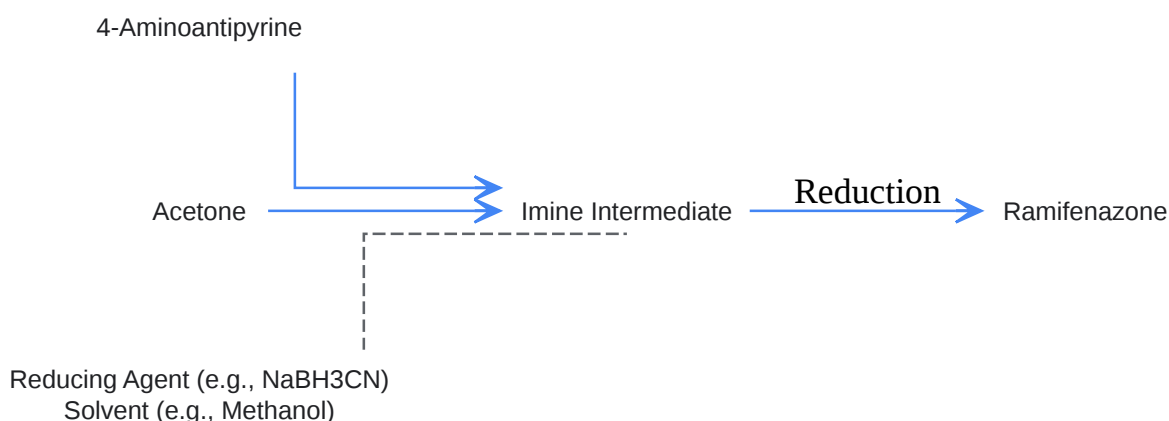 4-Aminoantipyrine
Acetone
Imine Intermediate
Reduction
Ramifenazone
Reducing Agent (e.g., NaBH3CN)
Solvent (e.g., Methanol)